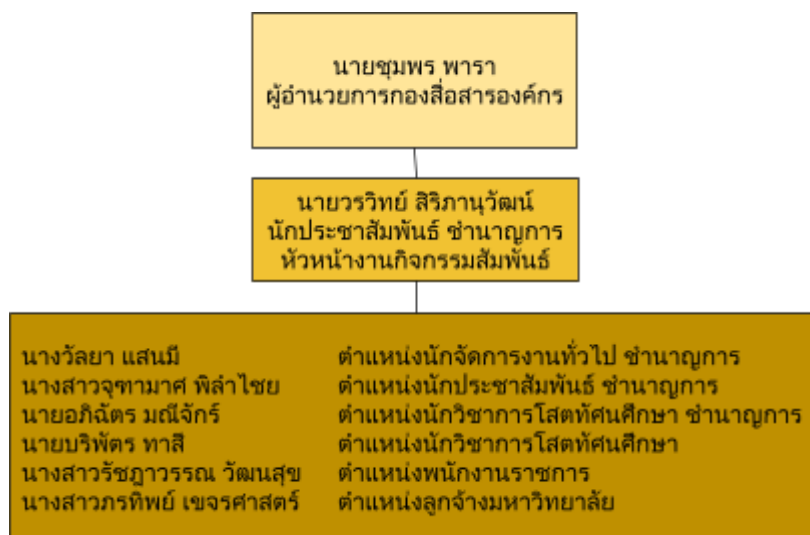 นายชุมพร พารา
ผู้อำนวยการกองสื่อสารองค์กร
นายวรวิทย์ สิริภานุวัฒน์
นักประชาสัมพันธ์ ชำนาญการ
หัวหน้างานกิจกรรมสัมพันธ์
นางวัลยา แสนมี ตำแหน่งนักจัดการงานทั่วไป ชำนาญการ
นางสาวจุฑามาศ พิลำไชย ตำแหน่งนักประชาสัมพันธ์ ชำนาญการ
นายอภิฉัตร มณีจักร์ ตำแหน่งนักวิชาการโสตทัศนศึกษา ชำนาญการ
นายบริพัตร ทาสี ตำแหน่งนักวิชาการโสตทัศนศึกษา
นางสาวรัชฎาวรรณ วัฒนสุข ตำแหน่งพนักงานราชการ
นางสาวภรทิพย์ เขจรศาสตร์ ตำแหน่งลูกจ้างมหาวิทยาลัย